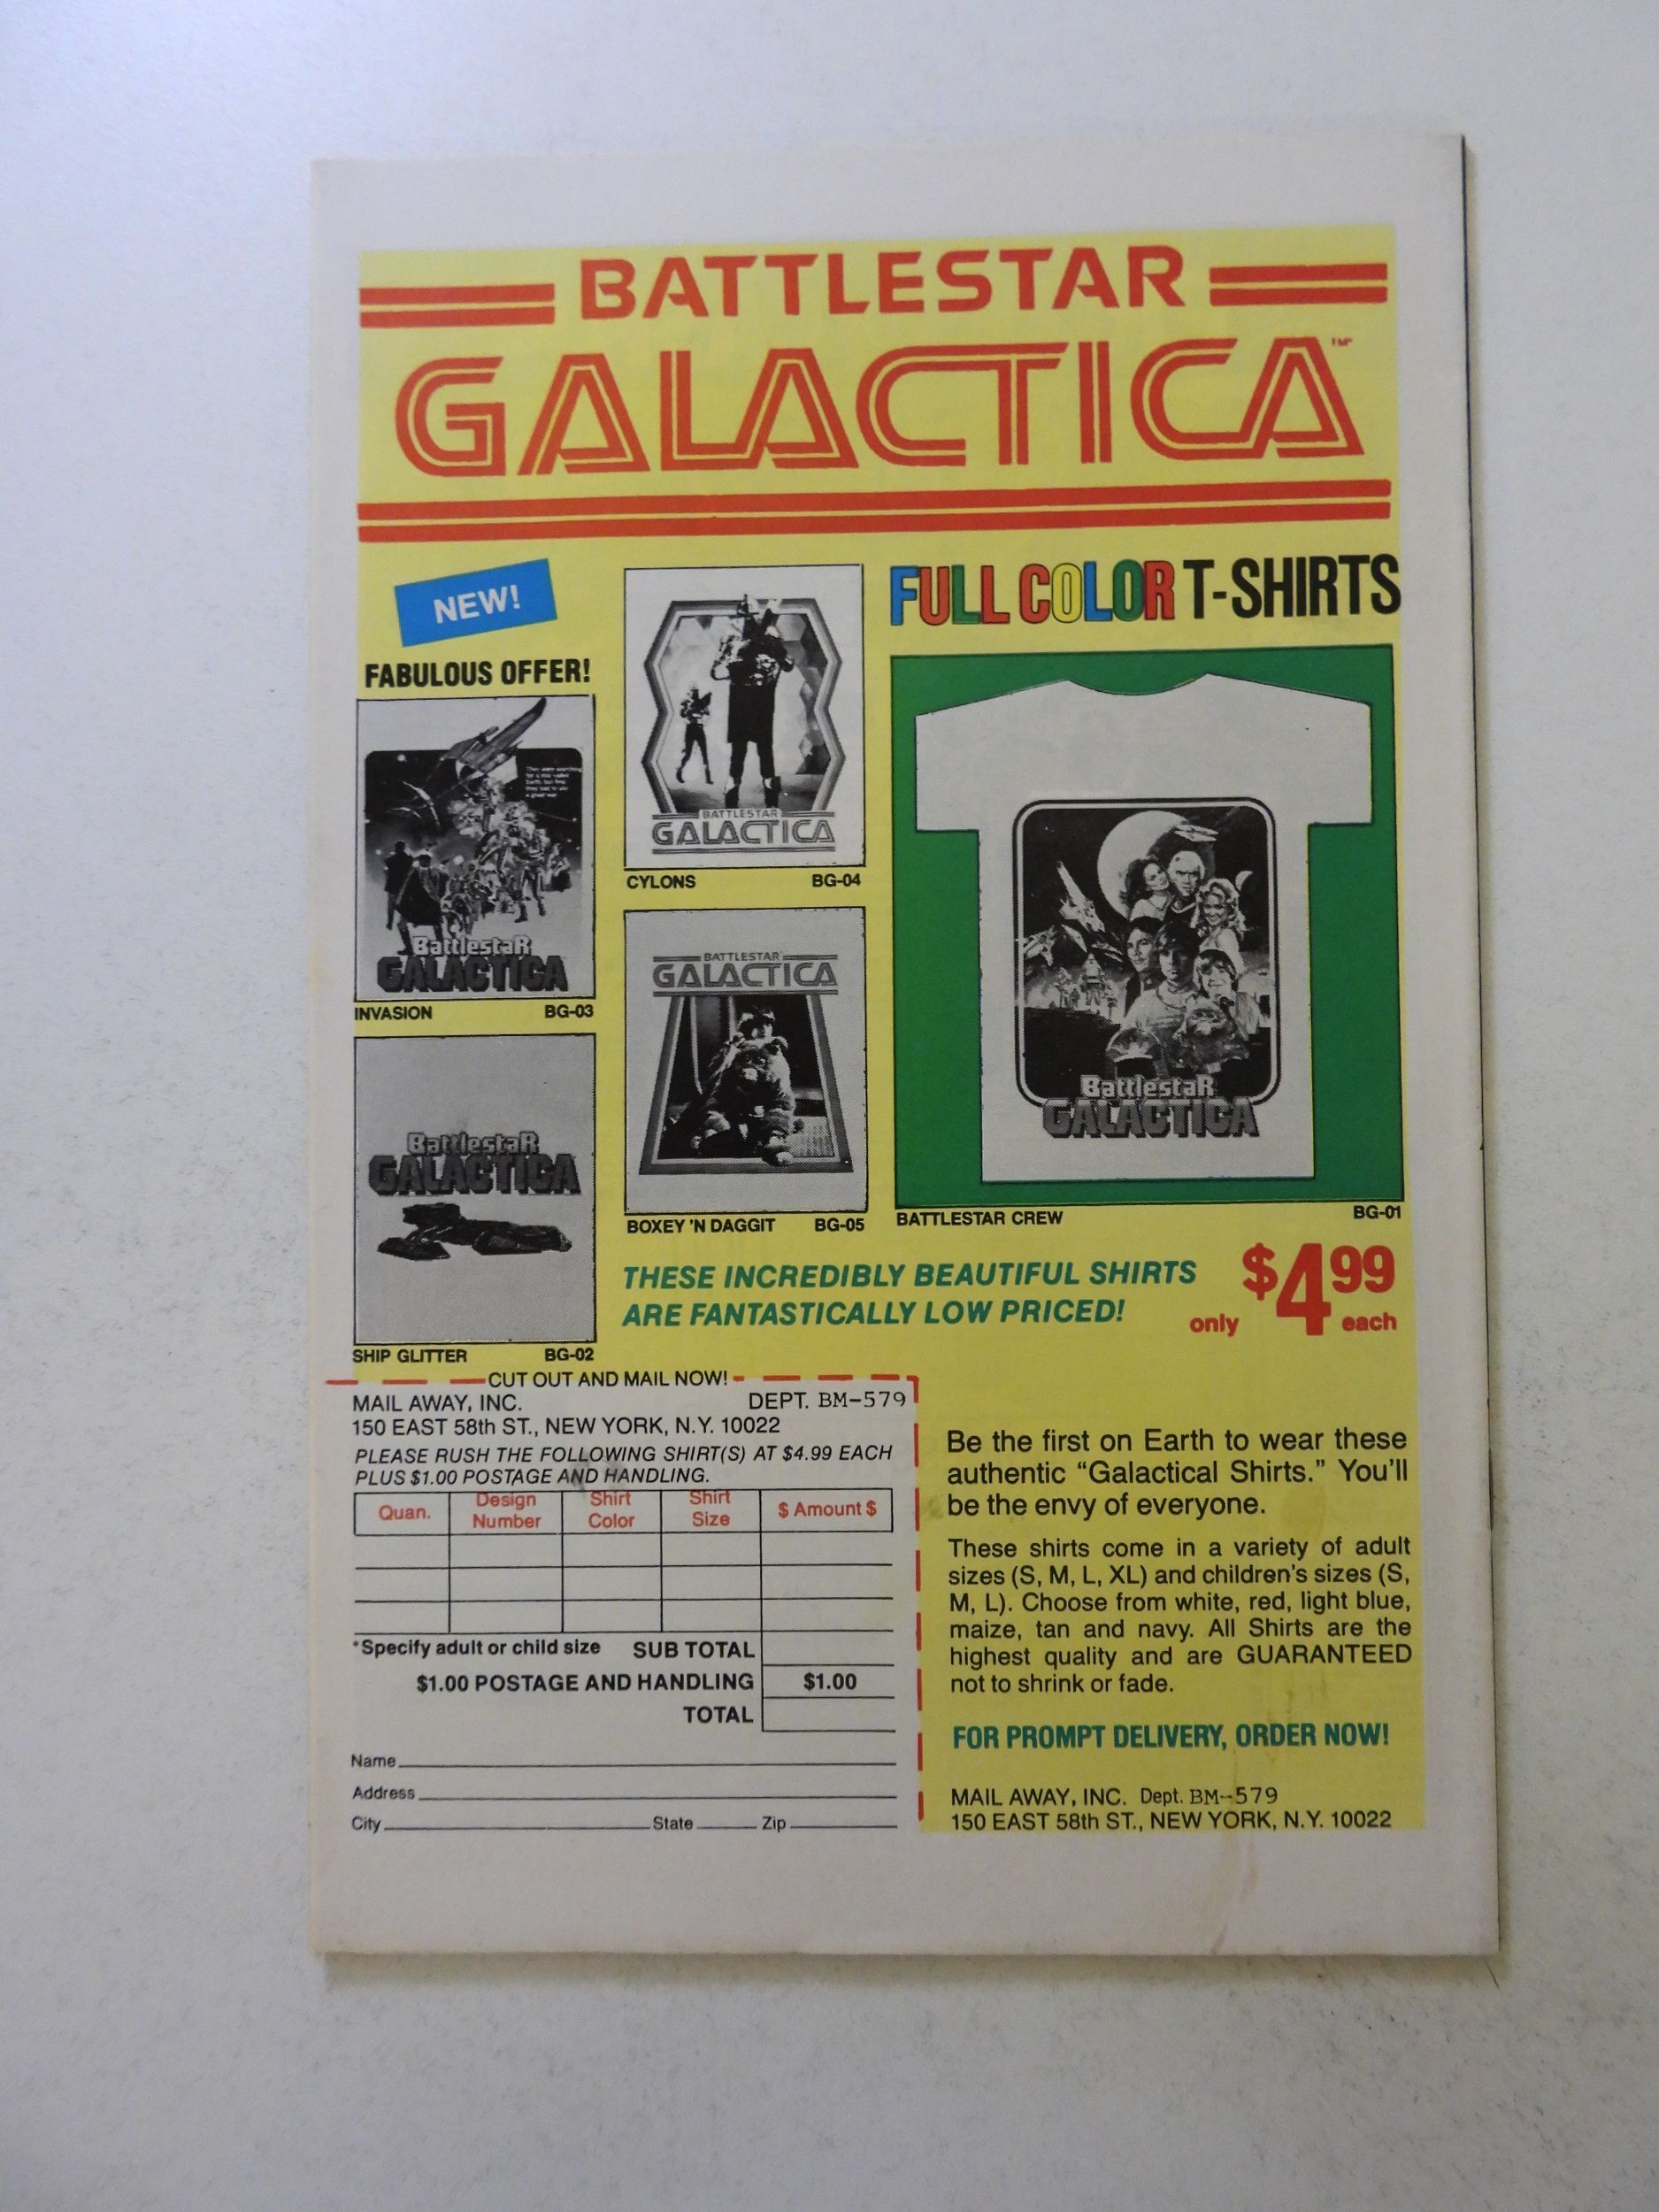 BATTLESTAR
GALACTICA™
NEW!
FABULOUS OFFER!
FULL COLOR T-SHIRTS
BattlestaR
GALACTICA
INVASION BG-03
BATTLESTAR
GALACTICA
CYLONS BG-04
BattlestaR
GALACTICA
SHIP GLITTER BG-02
BATTLESTAR
GALACTICA
BOXEY 'N DAGGIT BG-05
BattlestaR
GALACTICA
BATTLESTAR CREW BG-01
THESE INCREDIBLY BEAUTIFUL SHIRTS
ARE FANTASTICALLY LOW PRICED!
only $4.99 each
CUT OUT AND MAIL NOW!
MAIL AWAY, INC. DEPT. BM-579
150 EAST 58th ST., NEW YORK, N.Y. 10022
PLEASE RUSH THE FOLLOWING SHIRT(S) AT $4.99 EACH
PLUS $1.00 POSTAGE AND HANDLING.
Quan. Design Number Shirt Color Shirt Size $ Amount $
*Specify adult or child size SUB TOTAL
$1.00 POSTAGE AND HANDLING $1.00
TOTAL
Name
Address
City State Zip
Be the first on Earth to wear these
authentic “Galactical Shirts.” You'll
be the envy of everyone.
These shirts come in a variety of adult
sizes (S, M, L, XL) and children's sizes (S,
M, L). Choose from white, red, light blue,
maize, tan and navy. All Shirts are the
highest quality and are GUARANTEED
not to shrink or fade.
FOR PROMPT DELIVERY, ORDER NOW!
MAIL AWAY, INC. Dept. BM--579
150 EAST 58th ST., NEW YORK, N.Y. 10022